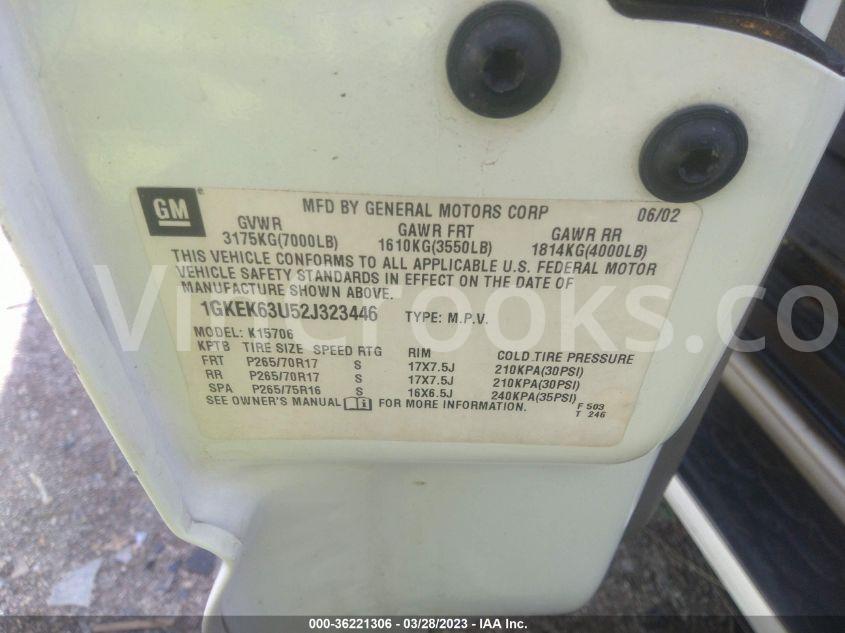 GM
MFD BY GENERAL MOTORS CORP 06/02
GVWR GAWR FRT GAWR RR
3175KG(7000LB) 1610KG(3550LB) 1814KG(4000LB)
THIS VEHICLE CONFORMS TO ALL APPLICABLE U.S. FEDERAL MOTOR
VEHICLE SAFETY STANDARDS IN EFFECT ON THE DATE OF
MANUFACTURE SHOWN ABOVE.
1GKEK63U52J323446 TYPE: M.P.V.
MODEL: K15706
KPTB TIRE SIZE SPEED RTG RIM COLD TIRE PRESSURE
FRT P265/70R17 S 17X7.5J 210KPA(30PSI)
RR P265/70R17 S 17X7.5J 210KPA(30PSI)
SPA P265/75R16 S 16X6.5J 240KPA(35PSI)
SEE OWNER'S MANUAL FOR MORE INFORMATION.
F 503
T 246
000-36221306 - 03/28/2023 - IAA Inc.